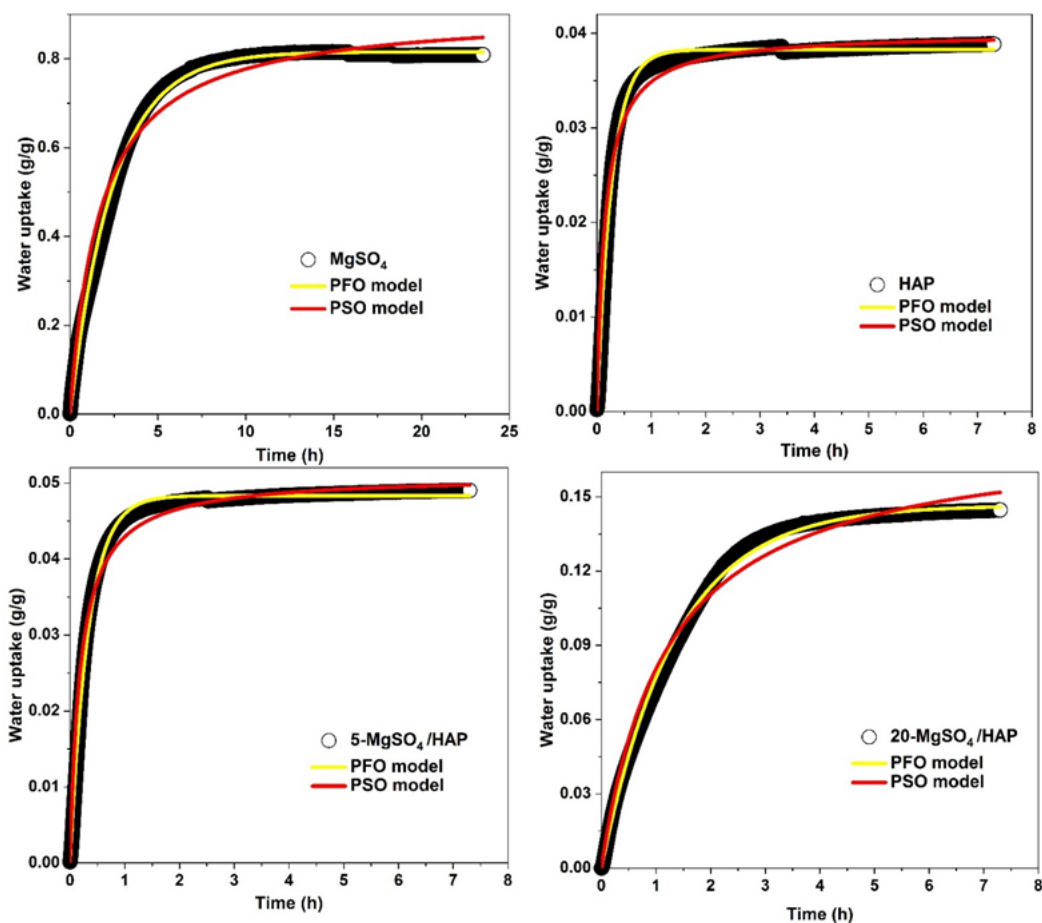 Water uptake (g/g)
0.8
0.6
0.4
0.2
0.0
MgSO₄
PFO model
PSO model
0 5 10 15 20 25
Time (h)
Water uptake (g/g)
0.04
0.03
0.02
0.01
0.00
HAP
PFO model
PSO model
0 1 2 3 4 5 6 7 8
Time (h)
Water uptake (g/g)
0.05
0.04
0.03
0.02
0.01
0.00
5-MgSO₄/HAP
PFO model
PSO model
0 1 2 3 4 5 6 7 8
Time (h)
Water uptake (g/g)
0.15
0.12
0.09
0.06
0.03
0.00
20-MgSO₄/HAP
PFO model
PSO model
0 1 2 3 4 5 6 7 8
Time (h)